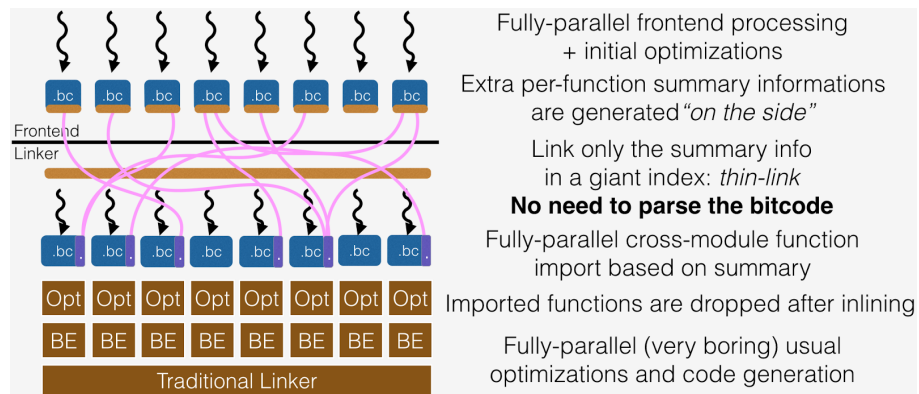 .bc .bc .bc .bc .bc .bc .bc .bc
Frontend
Linker
.bc .bc .bc .bc .bc .bc .bc .bc
Opt Opt Opt Opt Opt Opt Opt Opt
BE BE BE BE BE BE BE BE
Traditional Linker
Fully-parallel frontend processing
+ initial optimizations
Extra per-function summary informations
are generated “on the side”
Link only the summary info
in a giant index: thin-link
No need to parse the bitcode
Fully-parallel cross-module function
import based on summary
Imported functions are dropped after inlining
Fully-parallel (very boring) usual
optimizations and code generation